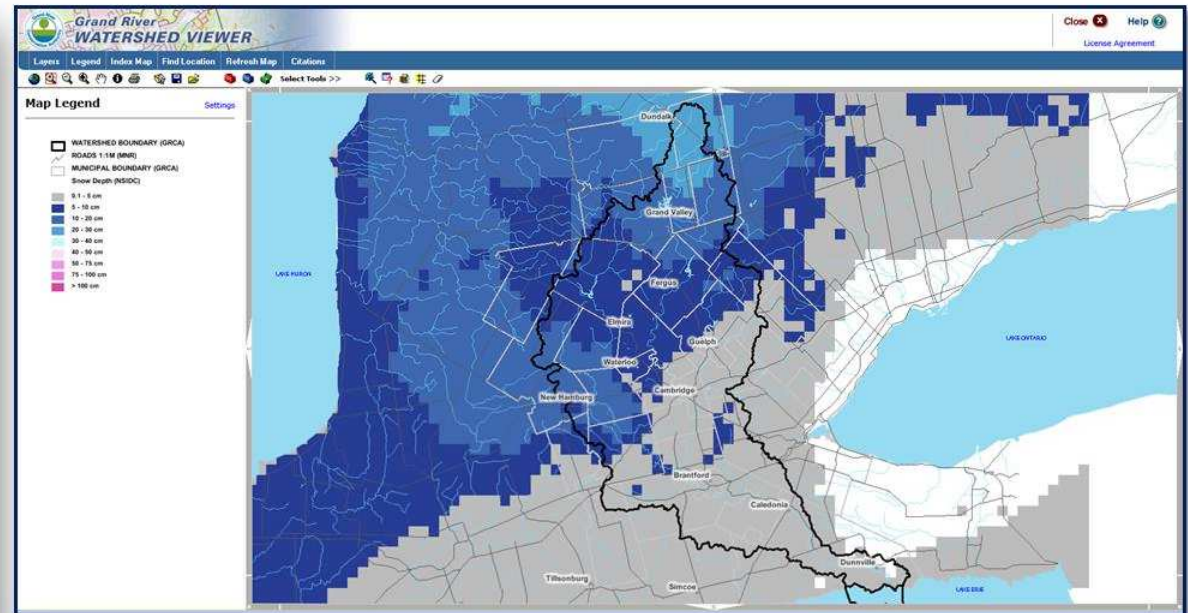 Grand River
WATERSHED VIEWER
Close
Help
License Agreement
Layers Legend Index Map Find Location Refresh Map Citations
Select Tools >>
Map Legend
Settings
WATERSHED BOUNDARY (GRCA)
ROADS 1:1M (MNR)
MUNICIPAL BOUNDARY (GRCA)
Snow Depth (NSIDC)
0.1 - 5 cm
5 - 10 cm
10 - 20 cm
20 - 30 cm
30 - 40 cm
40 - 50 cm
50 - 75 cm
75 - 100 cm
> 100 cm
Dundalk
Grand Valley
LAKE HURON
Fergus
Elmira
Guelph
LAKE ONTARIO
Waterloo
Cambridge
New Hamburg
Brantford
Caledonia
Dunnville
Tillsonburg
Simcoe
LAKE ERIE